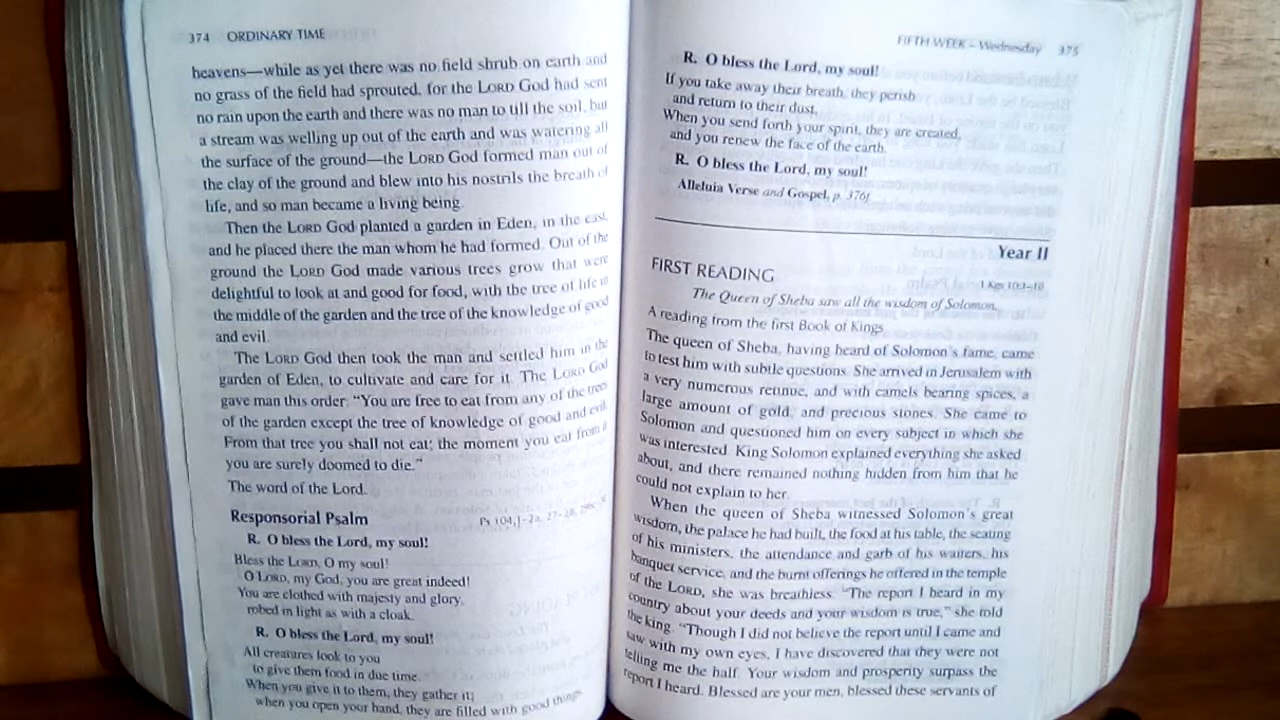 374 ORDINARY TIME
heavens—while as yet there was no field shrub on earth and
no grass of the field had sprouted, for the LORD God had sent
no rain upon the earth and there was no man to till the soil, but
a stream was welling up out of the earth and was watering all
the surface of the ground—the LORD God formed man out of
the clay of the ground and blew into his nostrils the breath of
life, and so man became a living being.
Then the LORD God planted a garden in Eden, in the east,
and he placed there the man whom he had formed. Out of the
ground the LORD God made various trees grow that were
delightful to look at and good for food, with the tree of life in
the middle of the garden and the tree of the knowledge of good
and evil.
The LORD God then took the man and settled him in the
garden of Eden, to cultivate and care for it. The LORD God
gave man this order: "You are free to eat from any of the trees
of the garden except the tree of knowledge of good and evil.
From that tree you shall not eat; the moment you eat from it
you are surely doomed to die."
The word of the Lord.
Responsorial Psalm
Ps 104,1-2a. 27-28.
R. O bless the Lord, my soul!
Bless the LORD, O my soul!
O LORD, my God, you are great indeed!
You are clothed with majesty and glory,
robed in light as with a cloak.
R. O bless the Lord, my soul!
All creatures look to you
to give them food in due time.
When you give it to them, they gather it;
when you open your hand, they are filled with good things.
FIFTH WEEK – Wednesday 375
R. O bless the Lord, my soul!
If you take away their breath, they perish
and return to their dust.
When you send forth your spirit, they are created,
and you renew the face of the earth.
R. O bless the Lord, my soul!
Alleluia Verse and Gospel, p. 376f
Year II
FIRST READING
1 Kgs 10:1-10
The Queen of Sheba saw all the wisdom of Solomon.
A reading from the first Book of Kings
The queen of Sheba, having heard of Solomon's fame, came
to test him with subtle questions. She arrived in Jerusalem with
a very numerous retinue, and with camels bearing spices, a
large amount of gold, and precious stones. She came to
Solomon and questioned him on every subject in which she
was interested. King Solomon explained everything she asked
about, and there remained nothing hidden from him that he
could not explain to her.
When the queen of Sheba witnessed Solomon's great
wisdom, the palace he had built, the food at his table, the seating
of his ministers, the attendance and garb of his waiters, his
banquet service, and the burnt offerings he offered in the temple
of the LORD, she was breathless. "The report I heard in my
country about your deeds and your wisdom is true," she told
the king. "Though I did not believe the report until I came and
saw with my own eyes, I have discovered that they were not
telling me the half. Your wisdom and prosperity surpass the
report I heard. Blessed are your men, blessed these servants of